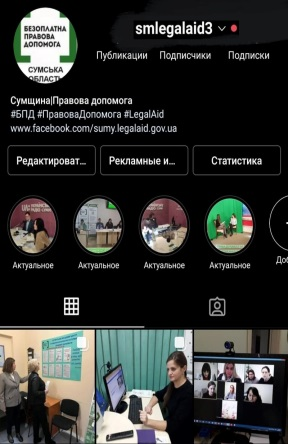 smlegalaid3
БЕЗОПЛАТНА
ПРАВОВА
ДОПОМОГА
СУМСЬКА
ОБЛАСТЬ
Публикации Подписчики Подписки
Сумщина|Правова допомога
#БПД #ПравоваДопомога #LegalAid
www.facebook.com/sumy.legalaid.gov.ua
Редактироват... Рекламные и... Статистика
Актуальное Актуальное Актуальное Актуальное